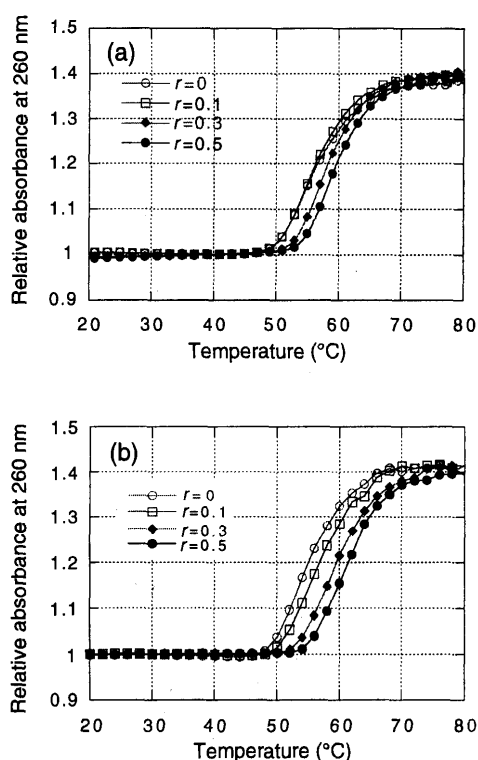 Relative absorbance at 260 nm
1.5
1.4
1.3
1.2
1.1
1
0.9
(a)
r=0
r=0.1
r=0.3
r=0.5
20 30 40 50 60 70 80
Temperature (°C)
Relative absorbance at 260 nm
1.5
1.4
1.3
1.2
1.1
1
0.9
(b)
r=0
r=0.1
r=0.3
r=0.5
20 30 40 50 60 70 80
Temperature (°C)